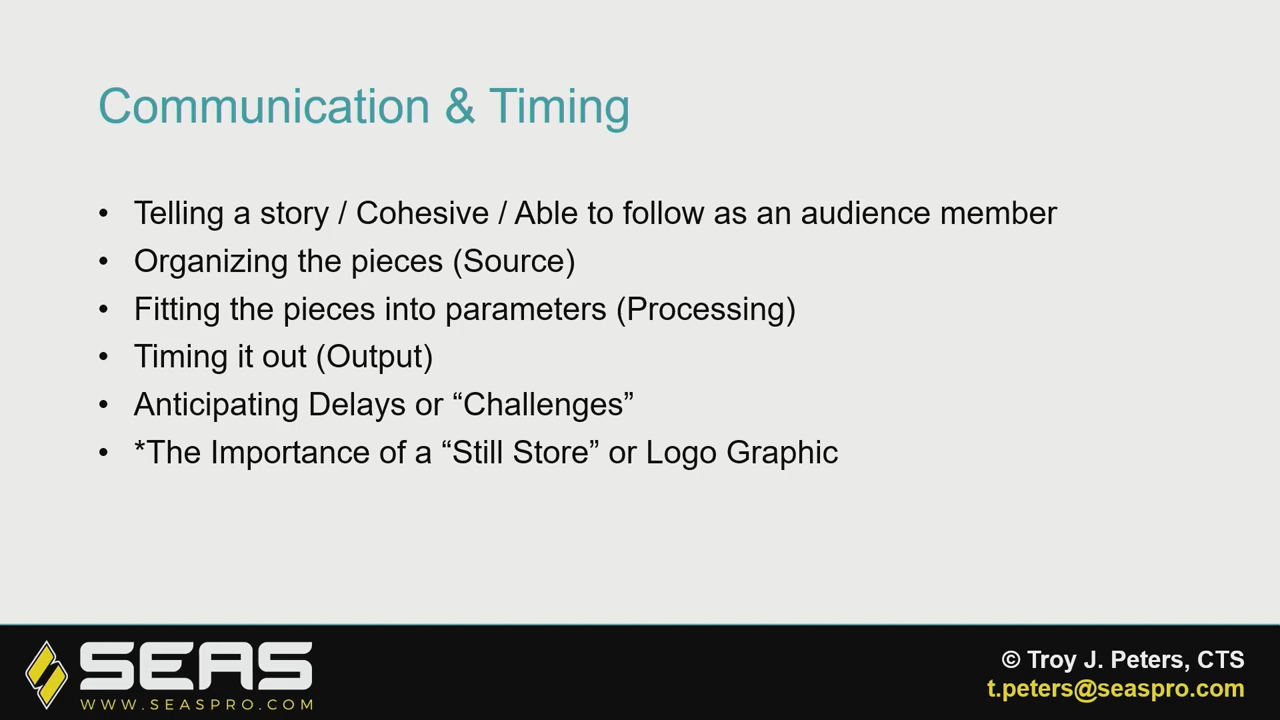 Communication & Timing
• Telling a story / Cohesive / Able to follow as an audience member
• Organizing the pieces (Source)
• Fitting the pieces into parameters (Processing)
• Timing it out (Output)
• Anticipating Delays or “Challenges”
• *The Importance of a “Still Store” or Logo Graphic
SEAS
WWW.SEASPRO.COM
© Troy J. Peters, CTS
t.peters@seaspro.com